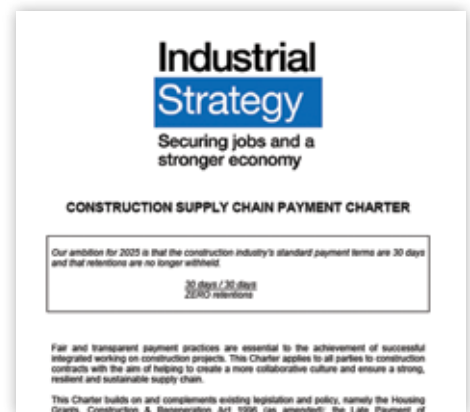 Industrial
Strategy
Securing jobs and a
stronger economy
CONSTRUCTION SUPPLY CHAIN PAYMENT CHARTER
Our ambition for 2025 is that the construction industry's standard payment terms are 30 days
and that retentions are no longer withheld.
30 days / 30 days
ZERO retentions
Fair and transparent payment practices are essential to the achievement of successful
integrated working on construction projects. This Charter applies to all parties to construction
contracts with the aim of helping to create a more collaborative culture and ensure a strong,
resilient and sustainable supply chain.
This Charter builds on and complements existing legislation and policy, namely the Housing
Grants, Construction & Regeneration Act 1996 (as amended); the Late Payment of